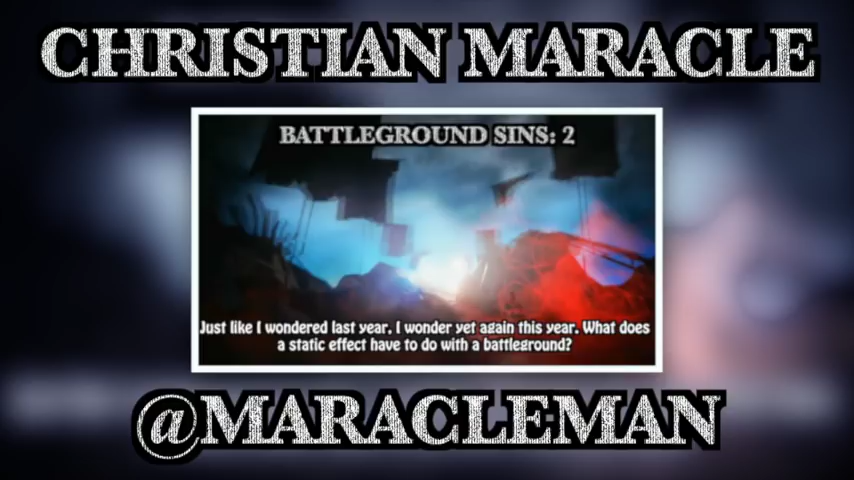 CHRISTIAN MARACLE
BATTLEGROUND SINS: 2
Just like I wondered last year, I wonder yet again this year. What does
a static effect have to do with a battleground?
@MARACLEMAN